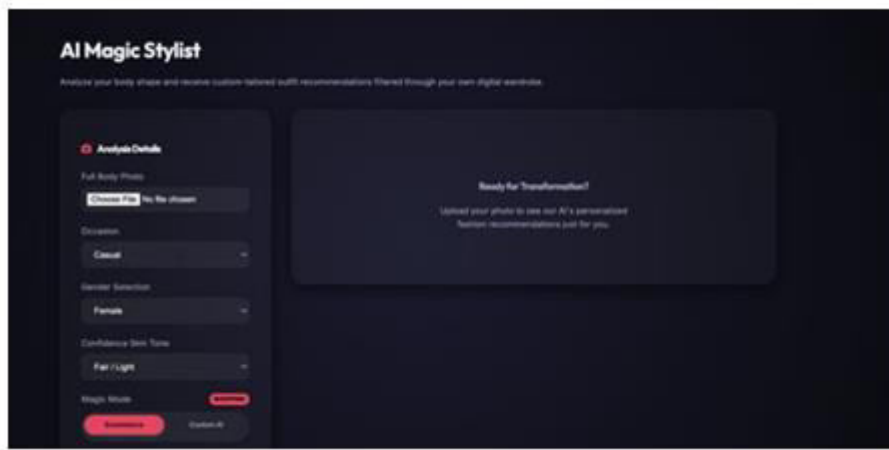 AI Magic Stylist
Analyze your body shape and receive custom-tailored outfit recommendations filtered through your own digital wardrobe.
Analysis Details
Full Body Photo
Choose File No file chosen
Occasion
Casual
Gender Selection
Female
Confidence Skin Tone
Fair / Light
Magic Mode
Custom AI
Ready for Transformation?
Upload your photo to see our AI's personalized
fashion recommendations just for you.